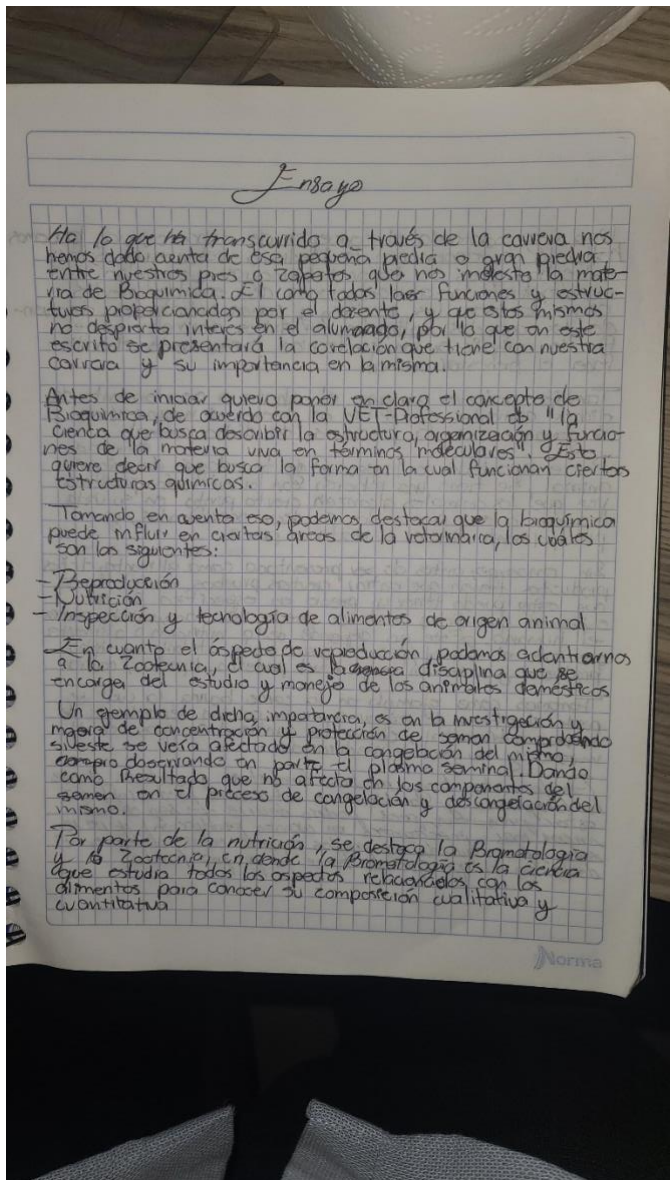 Ensayo
Ha lo que ha transcurrido a través de la carrera nos
hemos dado cuenta de esa pequeña piedia o gran piedra
entre nuestros pies o zapatos que nos molesta la mate-
ria de Bioquímica. El como todas las funciones y estruc-
turas proporcionadas por el docente, y que estos mismos
no despierta interes en el alumnado, por lo que en este
escrito se presentará la corelación que tiene con nuestra
carrera y su importancia en la misma.
Antes de iniciar quiero poner en claro el concepto de
Bioquímica, de acuerdo con la VET-Professional es "la
ciencia que busca describir la estructura, organización y funcio-
nes de la materia viva en términos moleculares". Esto
quiere decir que busca la forma en la cual funcionan ciertas
estructuras químicas.
Tomando en cuenta eso, podemos destacar que la bioquímica
puede influir en ciertas áreas de la veterinaria, los cuáles
son los siguientes:
- Reproducción
- Nutrición
- Inspección y tecnología de alimentos de origen animal
En cuanto el áspecto de reproducción, podemos adentrarnos
a la Zootecnia, el cual es la disciplina que se
encarga del estudio y manejo de los animales domésticos
Un ejemplo de dicha importancia, es en la investigación y
mejora de concentración y protección de semen comprobando
si este se vera afectado en la congelación del mismo,
observando en parte el plasma seminal. Dando
como Resultado que no afecta en los componentes del
semen en el proceso de congelación y descongelación del
mismo.
Por parte de la nutrición, se destaca la Bromatología
y la Zootecnia, en donde la Bromatología es la ciencia
que estudia todos los aspectos relacionados con los
alimentos para conocer su composición cualitativa y
cuantitativa
Norma